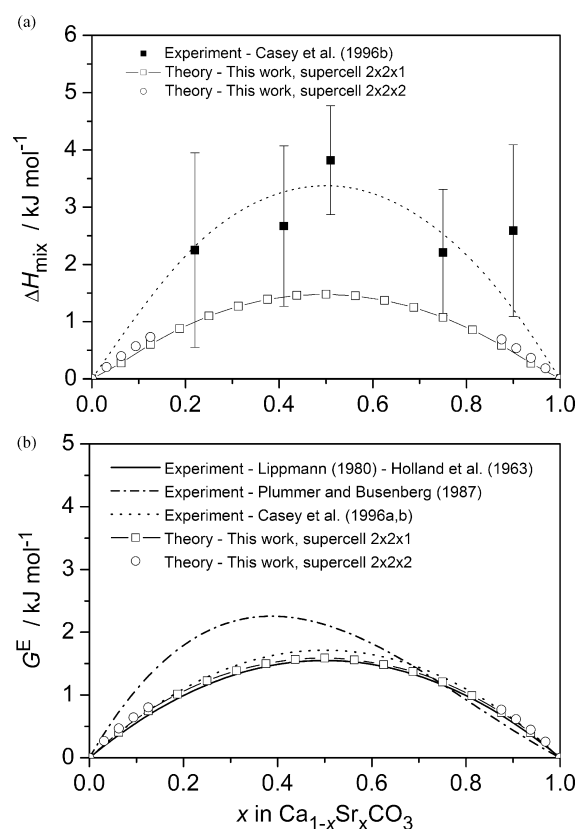 (a)
6
5
4
3
2
1
0
ΔHmix / kJ mol⁻¹
Experiment - Casey et al. (1996b)
Theory - This work, supercell 2x2x1
Theory - This work, supercell 2x2x2
0.0 0.2 0.4 0.6 0.8 1.0
(b)
5
4
3
2
1
0
Gᴱ / kJ mol⁻¹
Experiment - Lippmann (1980) - Holland et al. (1963)
Experiment - Plummer and Busenberg (1987)
Experiment - Casey et al. (1996a,b)
Theory - This work, supercell 2x2x1
Theory - This work, supercell 2x2x2
0.0 0.2 0.4 0.6 0.8 1.0
x in Ca₁₋ₓSrₓCO₃